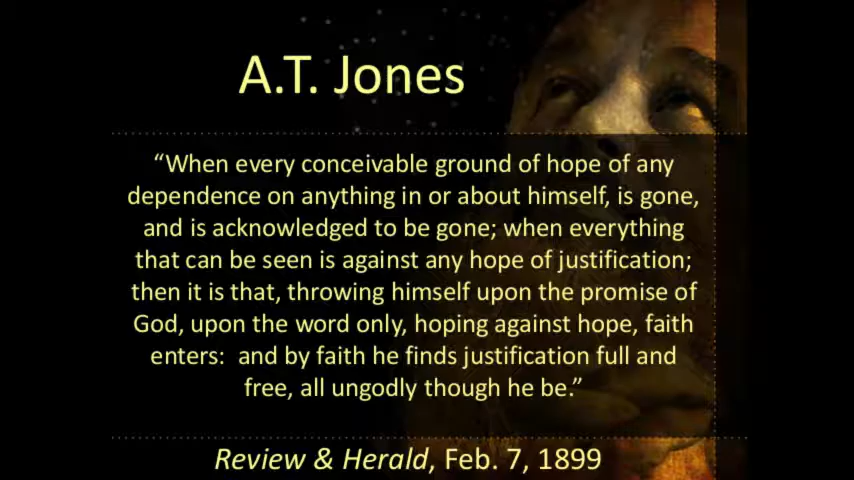 A.T. Jones
“When every conceivable ground of hope of any
dependence on anything in or about himself, is gone,
and is acknowledged to be gone; when everything
that can be seen is against any hope of justification;
then it is that, throwing himself upon the promise of
God, upon the word only, hoping against hope, faith
enters:  and by faith he finds justification full and
free, all ungodly though he be.”
Review & Herald, Feb. 7, 1899